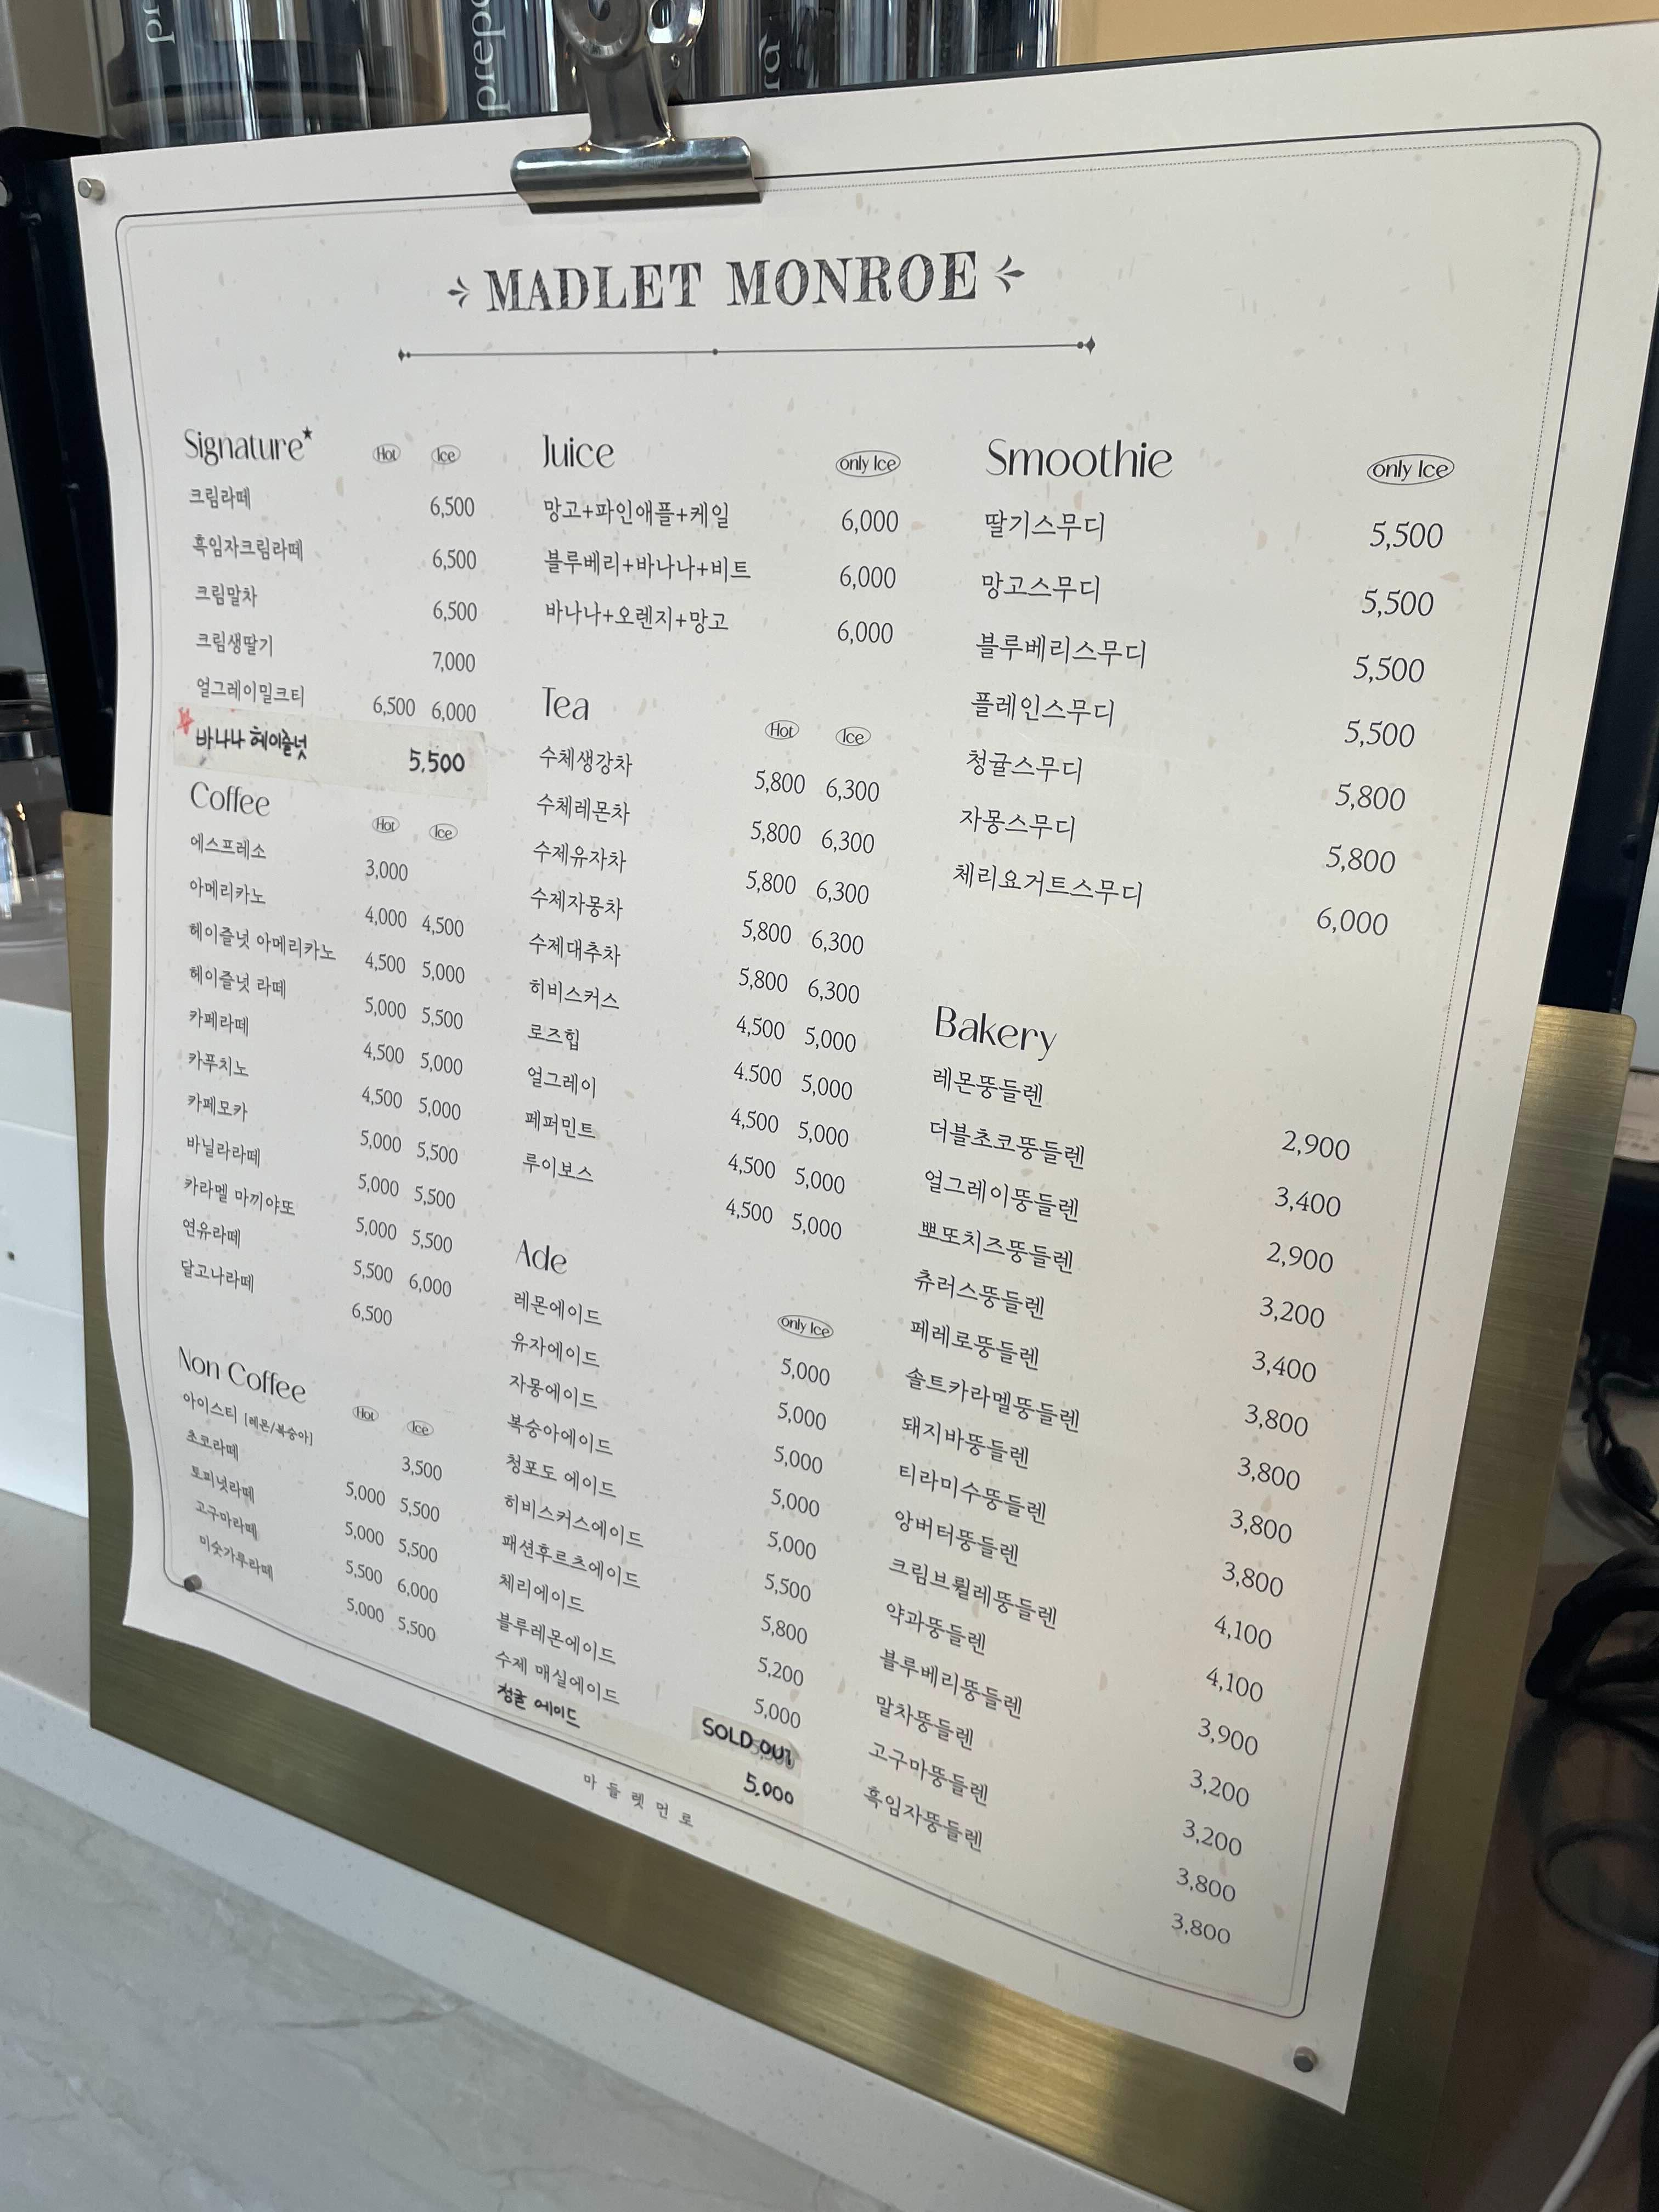 MADLET MONROE
Signature Hot Ice
크림라떼 6,500
흑임자크림라떼 6,500
크림말차 6,500
크림생딸기 7,000
얼그레이밀크티 6,500 6,000
바나나 헤이즐넛 5,500
Coffee Hot Ice
에스프레소 3,000
아메리카노 4,000 4,500
헤이즐넛 아메리카노 4,500 5,000
헤이즐넛 라떼 5,000 5,500
카페라떼 4,500 5,000
카푸치노 4,500 5,000
카페모카 5,000 5,500
바닐라라떼 5,000 5,500
카라멜 마끼야또 5,000 5,500
연유라떼 5,500 6,000
달고나라떼 6,500
Non Coffee Hot Ice
아이스티 [레몬/복숭아] 3,500
초코라떼 5,000 5,500
토피넛라떼 5,000 5,500
고구마라떼 5,500 6,000
미숫가루라떼 5,000 5,500
Juice only Ice
망고+파인애플+케일 6,000
블루베리+바나나+비트 6,000
바나나+오렌지+망고 6,000
Tea Hot Ice
수체생강차 5,800 6,300
수체레몬차 5,800 6,300
수제유자차 5,800 6,300
수제자몽차 5,800 6,300
수제대추차 5,800 6,300
히비스커스 4,500 5,000
로즈힙 4.500 5,000
얼그레이 4,500 5,000
페퍼민트 4,500 5,000
루이보스 4,500 5,000
Ade only Ice
레몬에이드 5,000
유자에이드 5,000
자몽에이드 5,000
복숭아에이드 5,000
청포도 에이드 5,000
히비스커스에이드 5,500
패션후르츠에이드 5,800
체리에이드 5,200
블루레몬에이드 5,000
수제 매실에이드 SOLD OUT
청귤 에이드 5,000
Smoothie only Ice
딸기스무디 5,500
망고스무디 5,500
블루베리스무디 5,500
플레인스무디 5,500
청귤스무디 5,800
자몽스무디 5,800
체리요거트스무디 6,000
Bakery
레몬뚱들렌 2,900
더블초코뚱들렌 3,400
얼그레이뚱들렌 2,900
뽀또치즈뚱들렌 3,200
츄러스뚱들렌 3,400
페레로뚱들렌 3,800
솔트카라멜뚱들렌 3,800
돼지바뚱들렌 3,800
티라미수뚱들렌 3,800
앙버터뚱들렌 4,100
크림브륄레뚱들렌 4,100
약과뚱들렌 3,900
블루베리뚱들렌 3,200
말차뚱들렌 3,200
고구마뚱들렌 3,800
흑임자뚱들렌 3,800
마들렛먼로